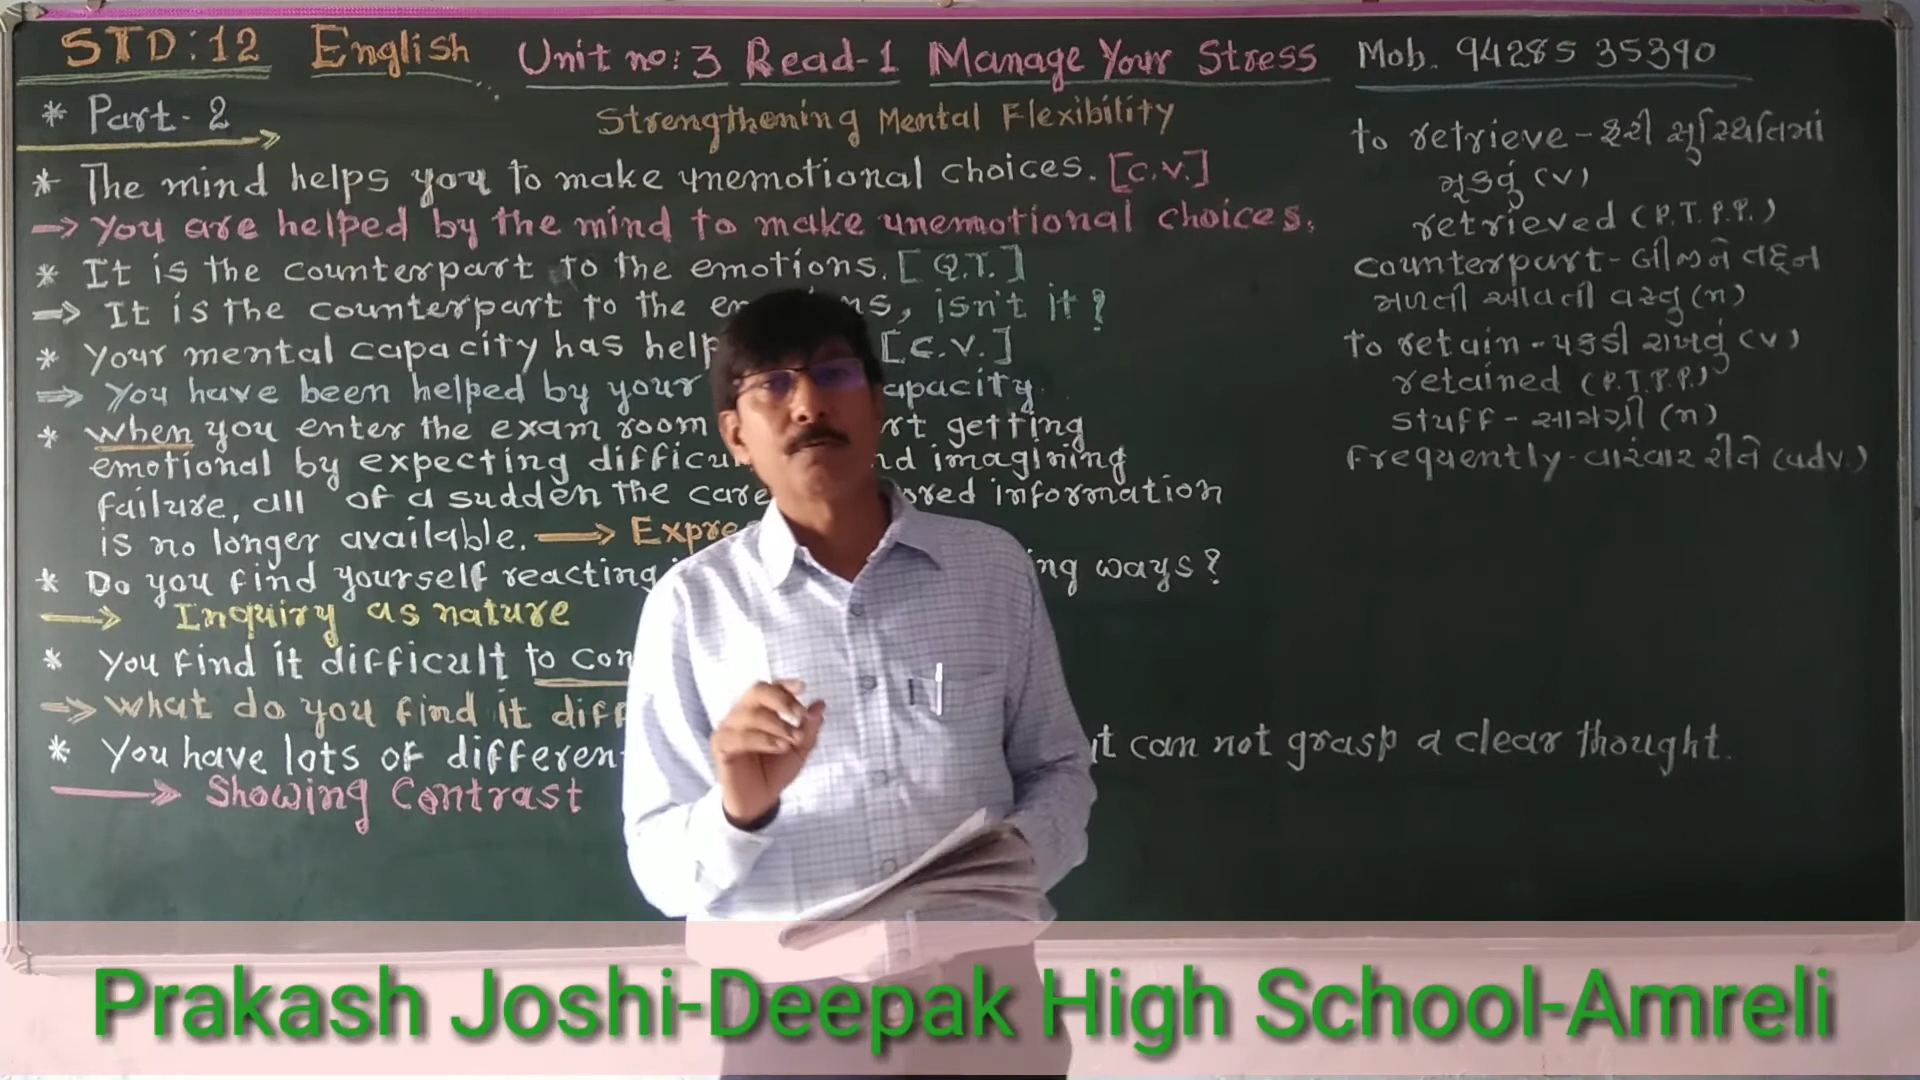 STD:12 English Unit no:3 Read-1 Manage Your Stress Mob. 94285 35390
* Part-2
Strengthening Mental Flexibility
* The mind helps you to make unemotional choices. [C.V.]
→ You are helped by the mind to make unemotional choices.
* It is the counterpart to the emotions. [Q.T.]
⇒ It is the counterpart to the ns, isn't it?
* Your mental capacity has help [C.V.]
⇒ You have been helped by your apacity.
* When you enter the exam room rt getting
emotional by expecting difficu nd imagining
failure, all of a sudden the care ored information
is no longer available. → Expre
* Do you find yourself reacting ng ways?
→ Inquiry as nature
* You find it difficult to con
⇒ What do you find it diff
* You have lots of differen t can not grasp a clear thought.
→ Showing Contrast
to retrieve - ફરી સુસ્થિતિમાં
મૂકવું (v)
retrieved (P.T. P.P.)
counterpart - બીજાને તદ્દન
મળતી આવતી વસ્તુ (n)
to retain - પકડી રાખવું (v)
retained (P.T.P.P.)
stuff - સામગ્રી (n)
Frequently - વારંવાર રીતે (adv.)
Prakash Joshi-Deepak High School-Amreli